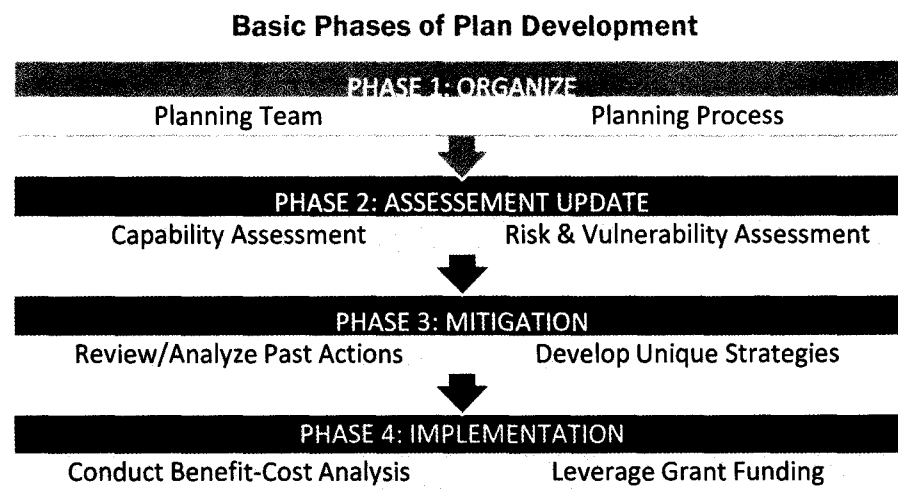 Basic Phases of Plan Development
PHASE 1: ORGANIZE
Planning Team Planning Process
PHASE 2: ASSESSEMENT UPDATE
Capability Assessment Risk & Vulnerability Assessment
PHASE 3: MITIGATION
Review/Analyze Past Actions Develop Unique Strategies
PHASE 4: IMPLEMENTATION
Conduct Benefit-Cost Analysis Leverage Grant Funding